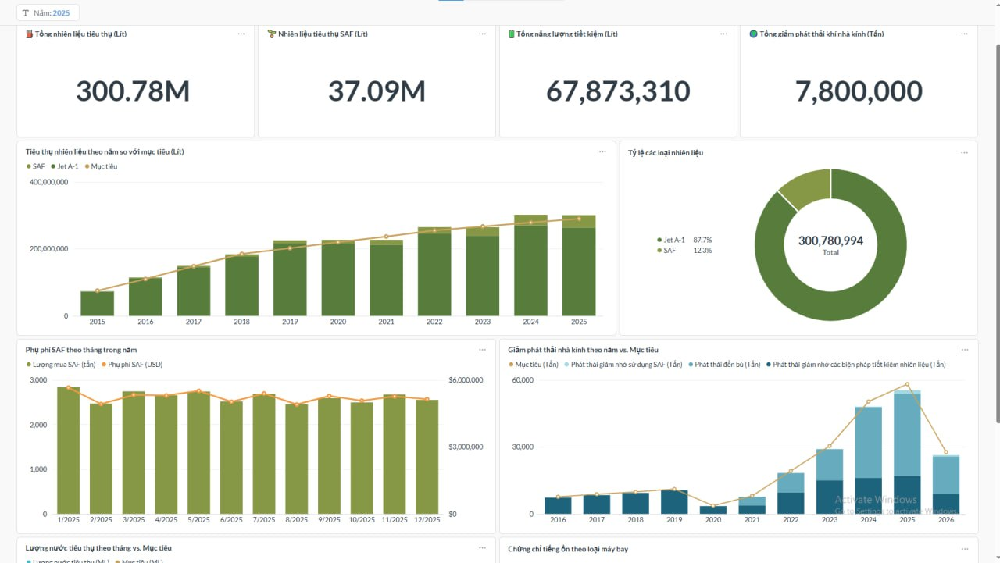 Năm: 2025
Tổng nhiên liệu tiêu thụ (Lít)
300.78M
Nhiên liệu tiêu thụ SAF (Lít)
37.09M
Tổng năng lượng tiết kiệm (Lít)
67,873,310
Tổng giảm phát thải khí nhà kính (Tấn)
7,800,000
Tiêu thụ nhiên liệu theo năm so với mục tiêu (Lít)
SAF Jet A-1 Mục tiêu
400,000,000
200,000,000
0
2015 2016 2017 2018 2019 2020 2021 2022 2023 2024 2025
Tỷ lệ các loại nhiên liệu
Jet A-1 87.7%
SAF 12.3%
300,780,994
Total
Phụ phí SAF theo tháng trong năm
Lượng mua SAF (tấn) Phụ phí SAF (USD)
3,000 $6,000,000
2,000
1,000 $3,000,000
0 $0
1/2025 2/2025 3/2025 4/2025 5/2025 6/2025 7/2025 8/2025 9/2025 10/2025 11/2025 12/2025
Giảm phát thải nhà kính theo năm vs. Mục tiêu
Mục tiêu (Tấn) Phát thải giảm nhờ sử dụng SAF (Tấn) Phát thải đền bù (Tấn) Phát thải giảm nhờ các biện pháp tiết kiệm nhiên liệu (Tấn)
60,000
30,000
0
2016 2017 2018 2019 2020 2021 2022 2023 2024 2025 2026
Activate Windows
Go to Settings to activate Windows.
Lượng nước tiêu thụ theo tháng vs. Mục tiêu
Lượng nước tiêu thụ (ML) Mục tiêu (ML)
Chứng chỉ tiếng ồn theo loại máy bay